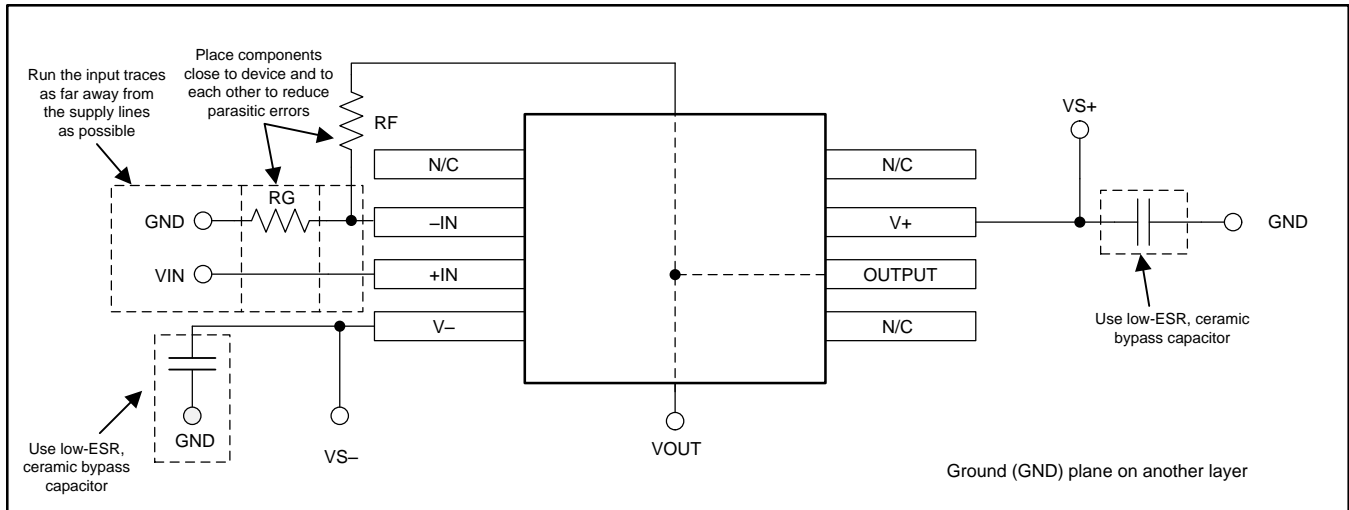 Run the input traces
as far away from
the supply lines
as possible
Place components
close to device and to
each other to reduce
parasitic errors
RF
VS+
N/C
N/C
RG
GND
–IN
V+
GND
VIN
+IN
OUTPUT
V–
N/C
Use low-ESR, ceramic
bypass capacitor
GND
VS–
VOUT
Use low-ESR,
ceramic bypass
capacitor
Ground (GND) plane on another layer